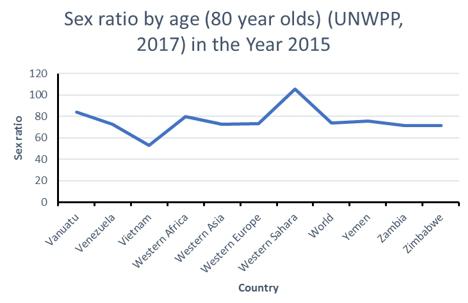 Sex ratio by age (80 year olds) (UNWPP,
2017) in the Year 2015
120
100
80
60
40
20
0
Sex ratio
Vanuatu
Venezuela
Vietnam
Western Africa
Western Asia
Western Europe
Western Sahara
World
Yemen
Zambia
Zimbabwe
Country